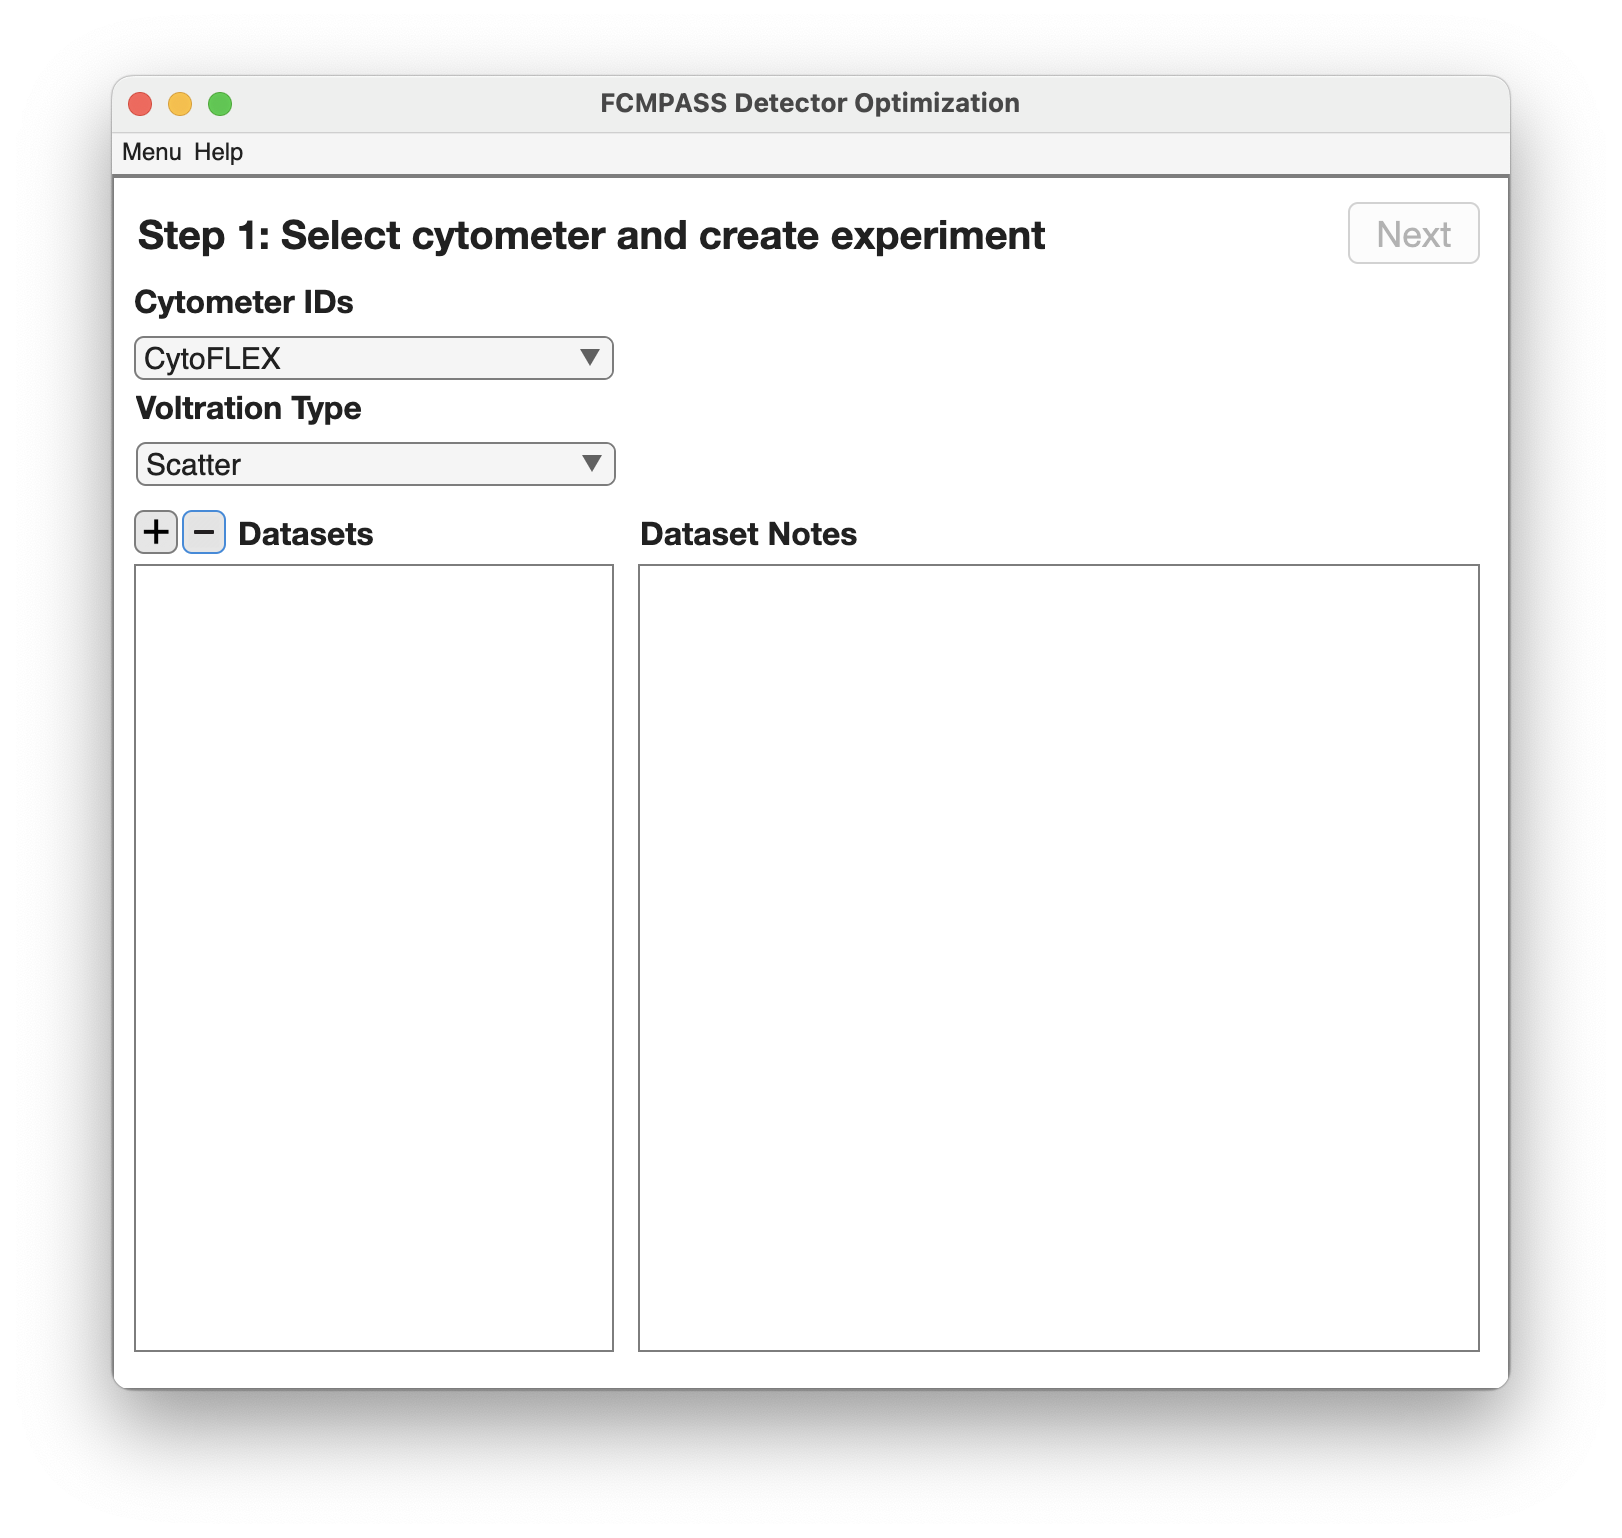 FCMPASS Detector Optimization
Menu Help
Step 1: Select cytometer and create experiment
Next
Cytometer IDs
CytoFLEX
Voltration Type
Scatter
+ − Datasets
Dataset Notes